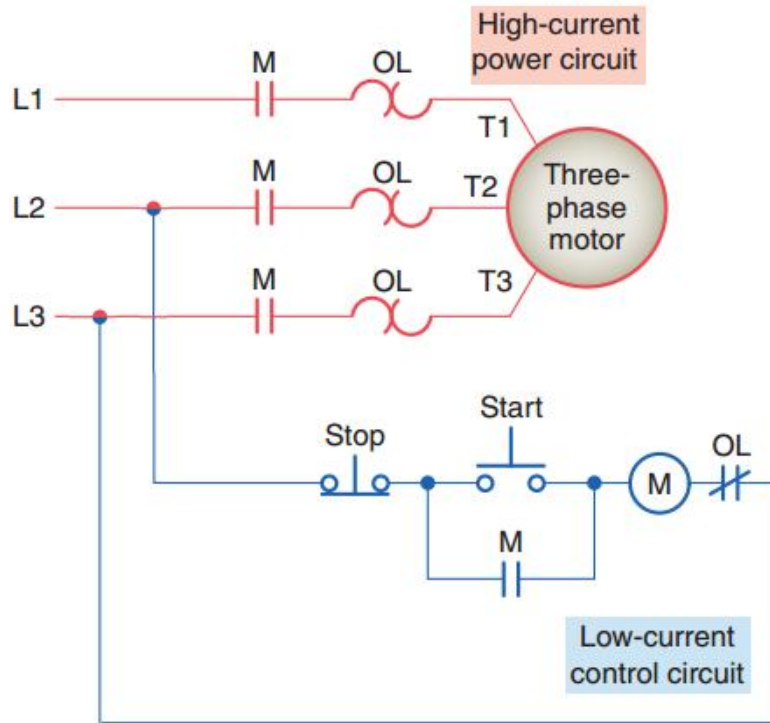 High-current
power circuit
M OL
L1
T1
M OL
L2
T2
Three-
phase
motor
M OL
L3
T3
Start
Stop
OL
M
M
Low-current
control circuit